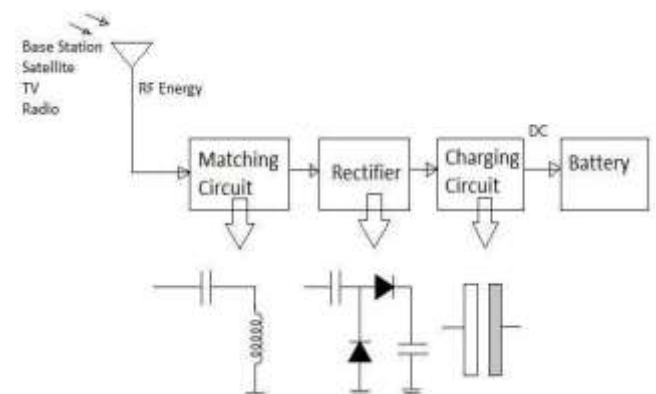 Base Station
Satellite
TV
Radio
RF Energy
Matching
Circuit
Rectifier
Charging
Circuit
DC
Battery